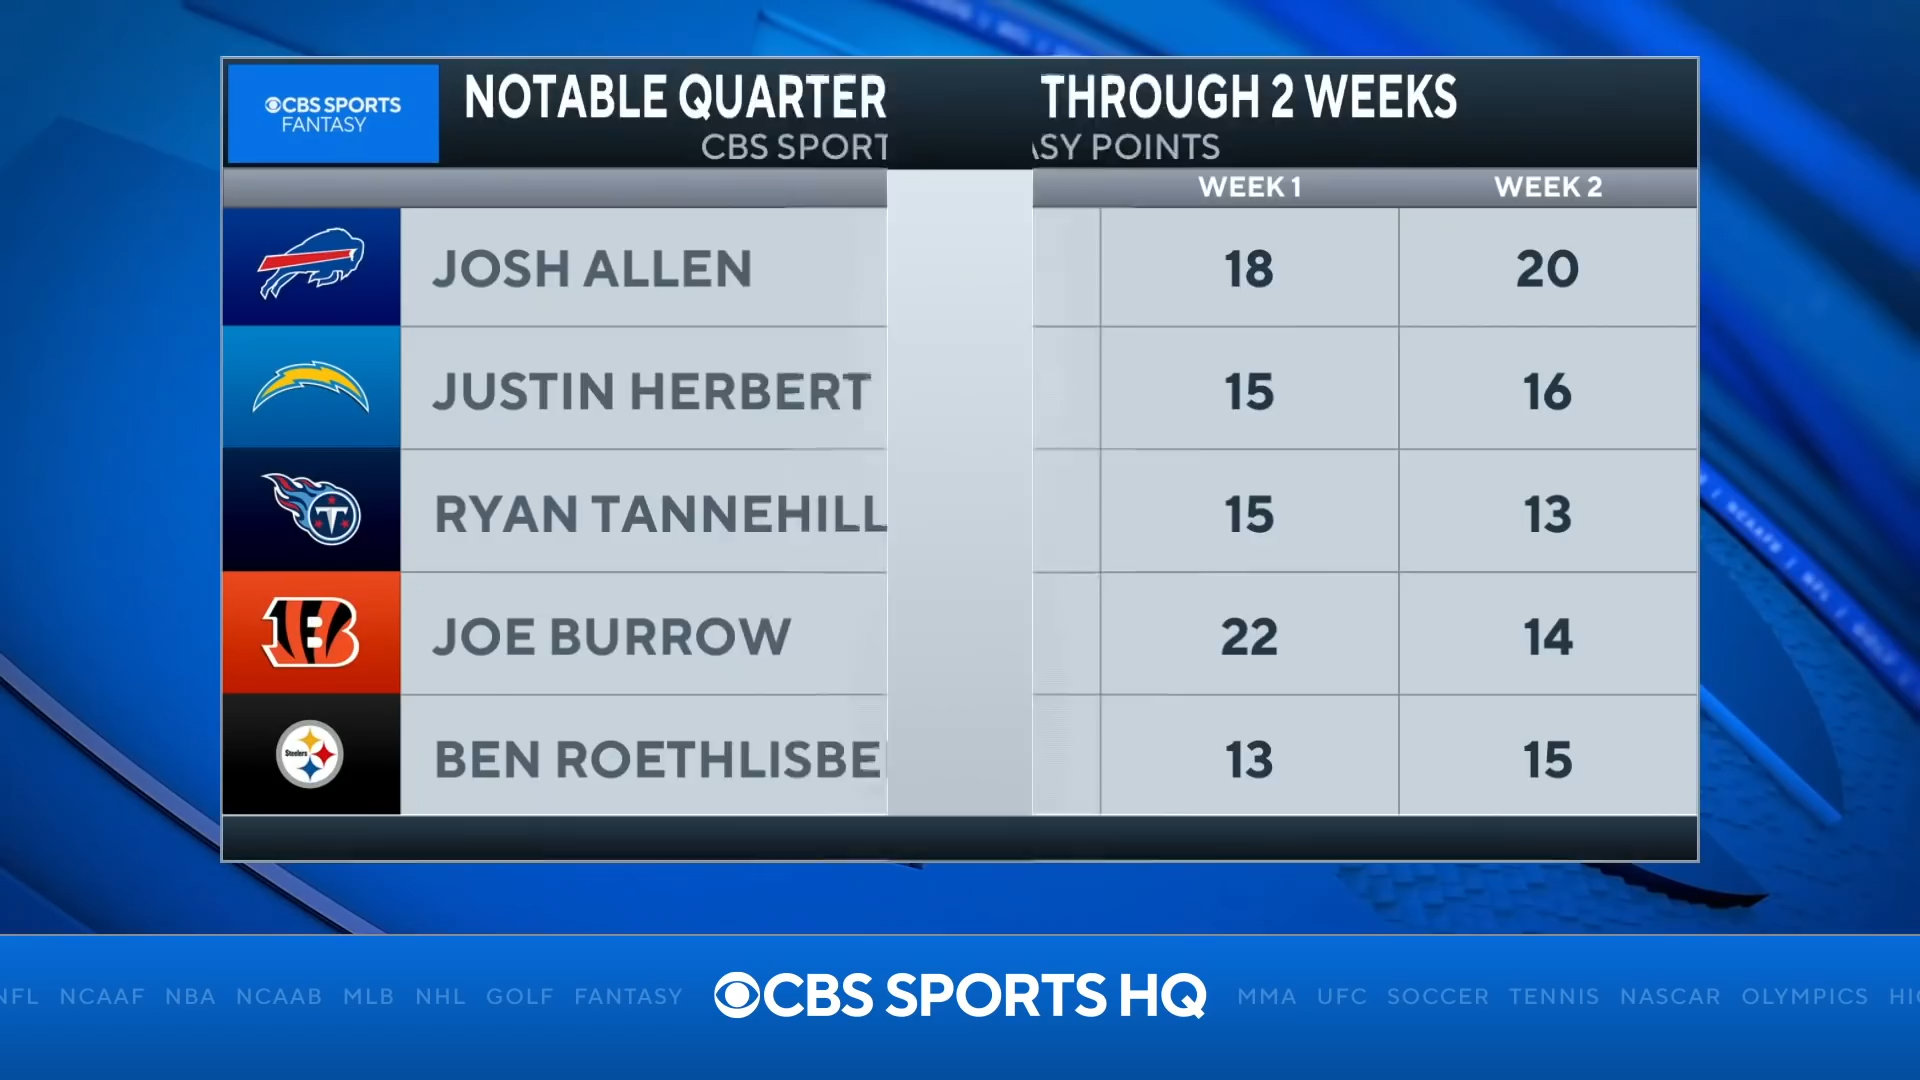 CBS SPORTS
FANTASY
NOTABLE QUARTER THROUGH 2 WEEKS
CBS SPORT ASY POINTS
WEEK 1 WEEK 2
JOSH ALLEN 18 20
JUSTIN HERBERT 15 16
RYAN TANNEHILL 15 13
JOE BURROW 22 14
Steelers
BEN ROETHLISBE 13 15
NFL NCAAF NBA NCAAB MLB NHL GOLF FANTASY CBS SPORTS HQ MMA UFC SOCCER TENNIS NASCAR OLYMPICS